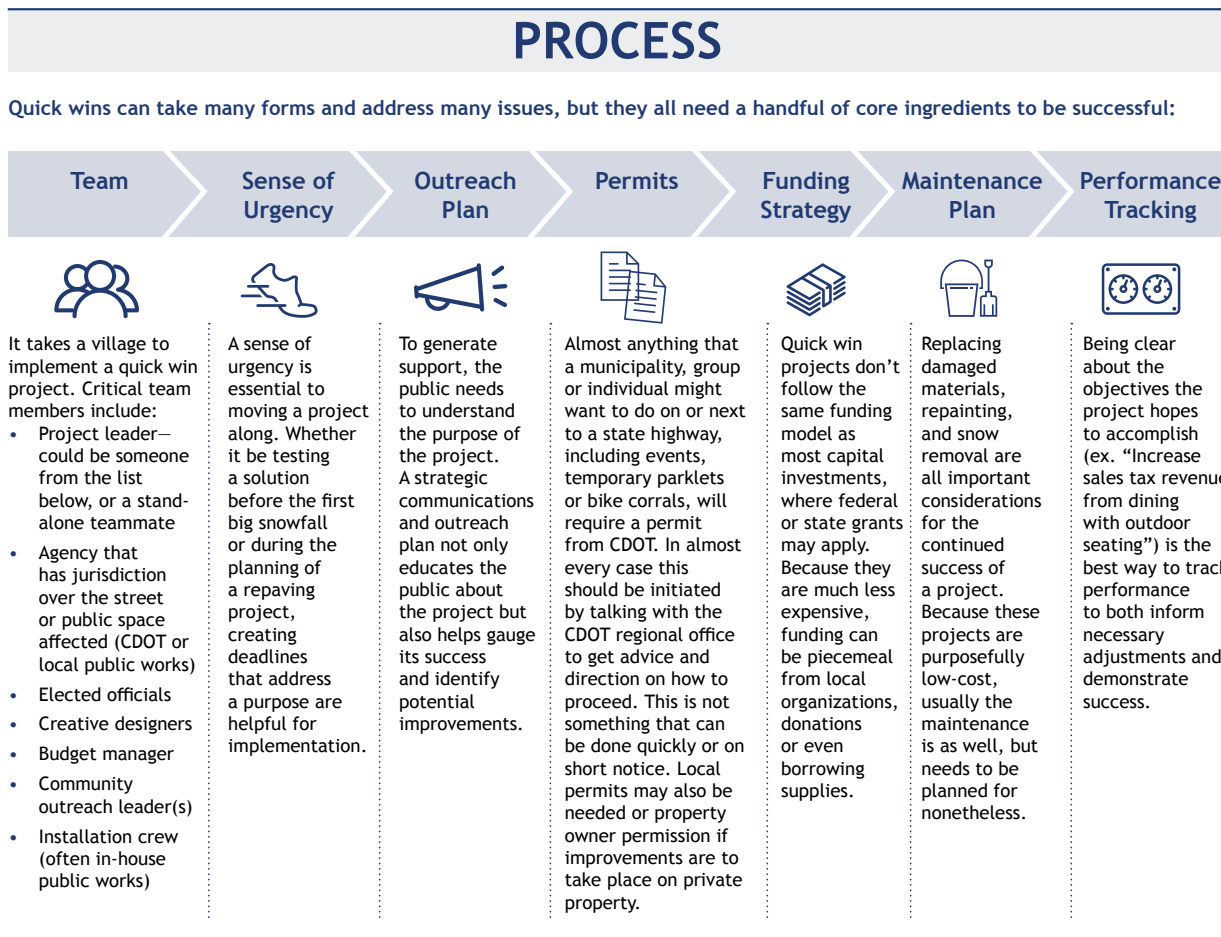 PROCESS
Quick wins can take many forms and address many issues, but they all need a handful of core ingredients to be successful:
Team
Sense of
Urgency
Outreach
Plan
Permits
Funding
Strategy
Maintenance
Plan
Performance
Tracking
It takes a village to
implement a quick win
project. Critical team
members include:
• Project leader—
could be someone
from the list
below, or a stand-
alone teammate
• Agency that
has jurisdiction
over the street
or public space
affected (CDOT or
local public works)
• Elected officials
• Creative designers
• Budget manager
• Community
outreach leader(s)
• Installation crew
(often in-house
public works)
A sense of
urgency is
essential to
moving a project
along. Whether
it be testing
a solution
before the first
big snowfall
or during the
planning of
a repaving
project,
creating
deadlines
that address
a purpose are
helpful for
implementation.
To generate
support, the
public needs
to understand
the purpose of
the project.
A strategic
communications
and outreach
plan not only
educates the
public about
the project but
also helps gauge
its success
and identify
potential
improvements.
Almost anything that
a municipality, group
or individual might
want to do on or next
to a state highway,
including events,
temporary parklets
or bike corrals, will
require a permit
from CDOT. In almost
every case this
should be initiated
by talking with the
CDOT regional office
to get advice and
direction on how to
proceed. This is not
something that can
be done quickly or on
short notice. Local
permits may also be
needed or property
owner permission if
improvements are to
take place on private
property.
Quick win
projects don’t
follow the
same funding
model as
most capital
investments,
where federal
or state grants
may apply.
Because they
are much less
expensive,
funding can
be piecemeal
from local
organizations,
donations
or even
borrowing
supplies.
Replacing
damaged
materials,
repainting,
and snow
removal are
all important
considerations
for the
continued
success of
a project.
Because these
projects are
purposefully
low-cost,
usually the
maintenance
is as well, but
needs to be
planned for
nonetheless.
Being clear
about the
objectives the
project hopes
to accomplish
(ex. “Increase
sales tax revenue
from dining
with outdoor
seating”) is the
best way to track
performance
to both inform
necessary
adjustments and
demonstrate
success.